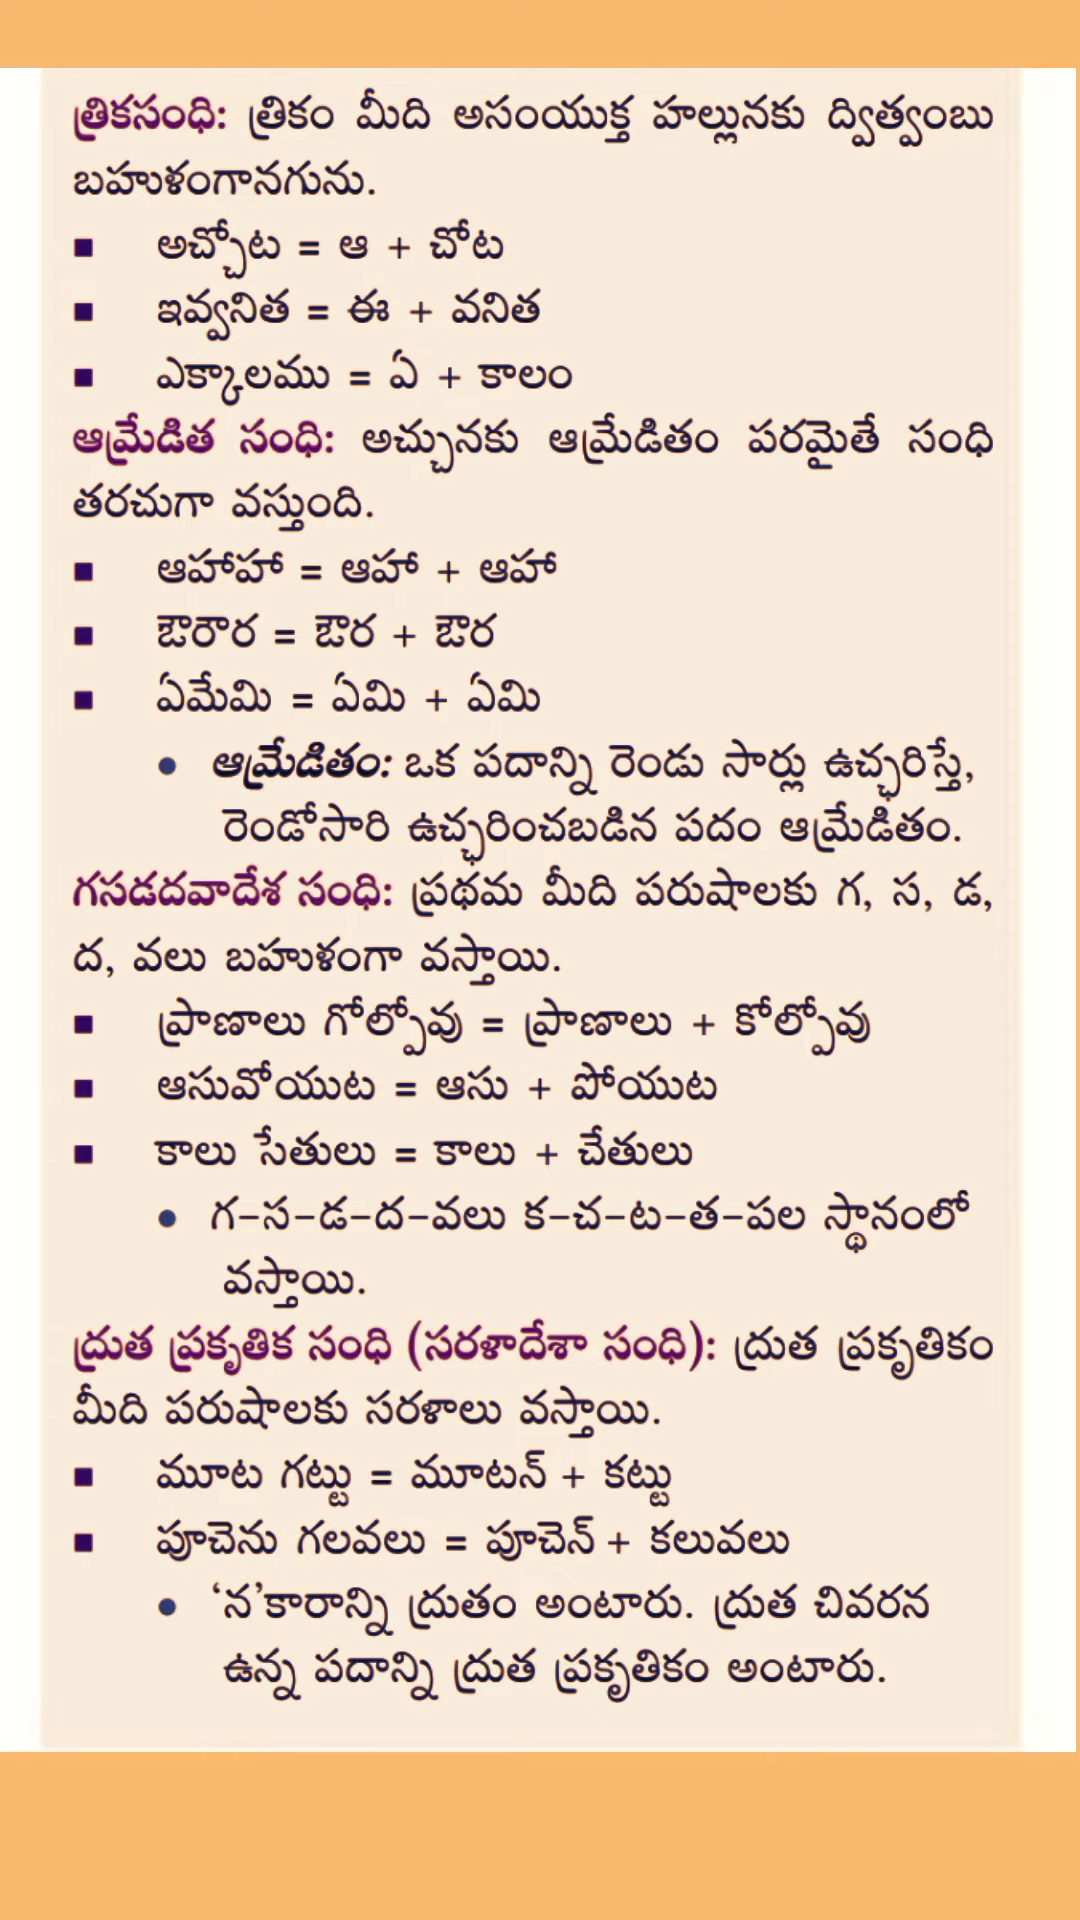 త్రికసంధి: త్రికం మీది అసంయుక్త హల్లునకు ద్విత్వంబు
బహుళంగానగును.
■ అచ్చోట = ఆ + చోట
■ ఇవ్వనిత = ఈ + వనిత
■ ఎక్కాలము = ఏ + కాలం
ఆమ్రేడిత సంధి: అచ్చునకు ఆమ్రేడితం పరమైతే సంధి
తరచుగా వస్తుంది.
■ ఆహాహా = ఆహా + ఆహా
■ ఔరౌర = ఔర + ఔర
■ ఏమేమి = ఏమి + ఏమి
• ఆమ్రేడితం: ఒక పదాన్ని రెండు సార్లు ఉచ్ఛరిస్తే,
రెండోసారి ఉచ్ఛరించబడిన పదం ఆమ్రేడితం.
గసడదవాదేశ సంధి: ప్రథమ మీది పరుషాలకు గ, స, డ,
ద, వలు బహుళంగా వస్తాయి.
■ ప్రాణాలు గోల్పోవు = ప్రాణాలు + కోల్పోవు
■ ఆసువోయుట = ఆసు + పోయుట
■ కాలు సేతులు = కాలు + చేతులు
• గ–స–డ–ద–వలు క–చ–ట–త–పల స్థానంలో
వస్తాయి.
ద్రుత ప్రకృతిక సంధి (సరళాదేశా సంధి): ద్రుత ప్రకృతికం
మీది పరుషాలకు సరళాలు వస్తాయి.
■ మూట గట్టు = మూటన్ + కట్టు
■ పూచెను గలవలు = పూచెన్ + కలువలు
• ‘న’కారాన్ని ద్రుతం అంటారు. ద్రుత చివరన
ఉన్న పదాన్ని ద్రుత ప్రకృతికం అంటారు.